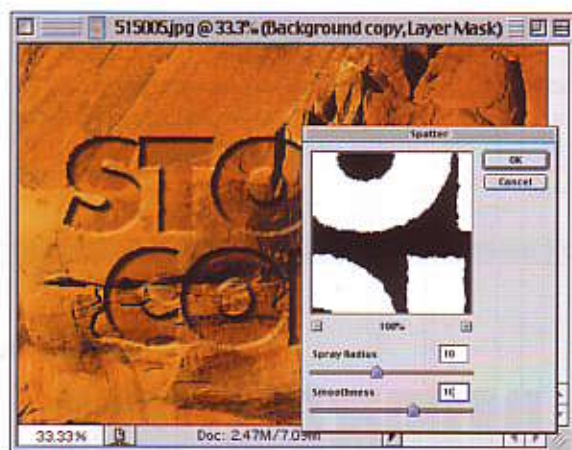 515005.jpg @ 33.3% (Background copy, Layer Mask)
STO
CO
Spatter
OK
Cancel
100%
Spray Radius 10
Smoothness
33.33%
Doc: 2.47M/7.09M